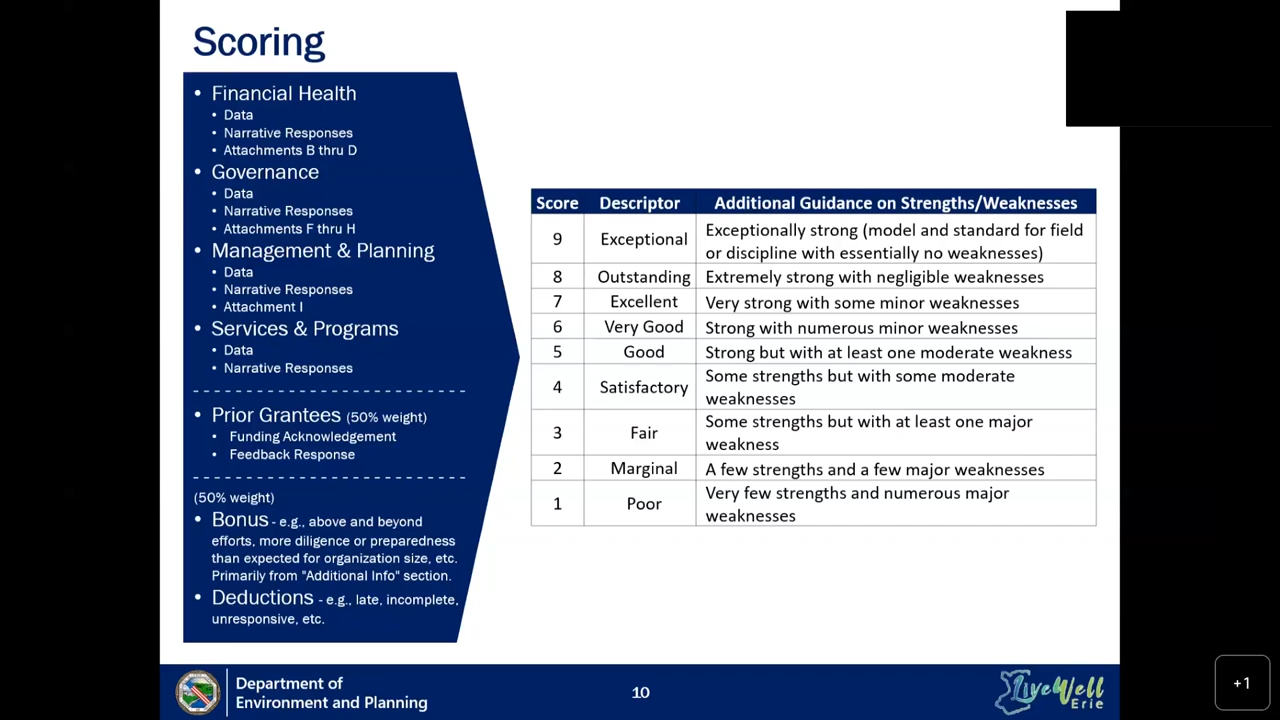 Scoring
• Financial Health
• Data
• Narrative Responses
• Attachments B thru D
• Governance
• Data
• Narrative Responses
• Attachments F thru H
• Management & Planning
• Data
• Narrative Responses
• Attachment I
• Services & Programs
• Data
• Narrative Responses
• Prior Grantees (50% weight)
• Funding Acknowledgement
• Feedback Response
(50% weight)
• Bonus - e.g., above and beyond
efforts, more diligence or preparedness
than expected for organization size, etc.
Primarily from "Additional Info" section.
• Deductions - e.g., late, incomplete,
unresponsive, etc.
Score Descriptor Additional Guidance on Strengths/Weaknesses
9 Exceptional Exceptionally strong (model and standard for field
or discipline with essentially no weaknesses)
8 Outstanding Extremely strong with negligible weaknesses
7 Excellent Very strong with some minor weaknesses
6 Very Good Strong with numerous minor weaknesses
5 Good Strong but with at least one moderate weakness
4 Satisfactory Some strengths but with some moderate
weaknesses
3 Fair Some strengths but with at least one major
weakness
2 Marginal A few strengths and a few major weaknesses
1 Poor Very few strengths and numerous major
weaknesses
Department of
Environment and Planning
10
LiveWell
Erie
+1